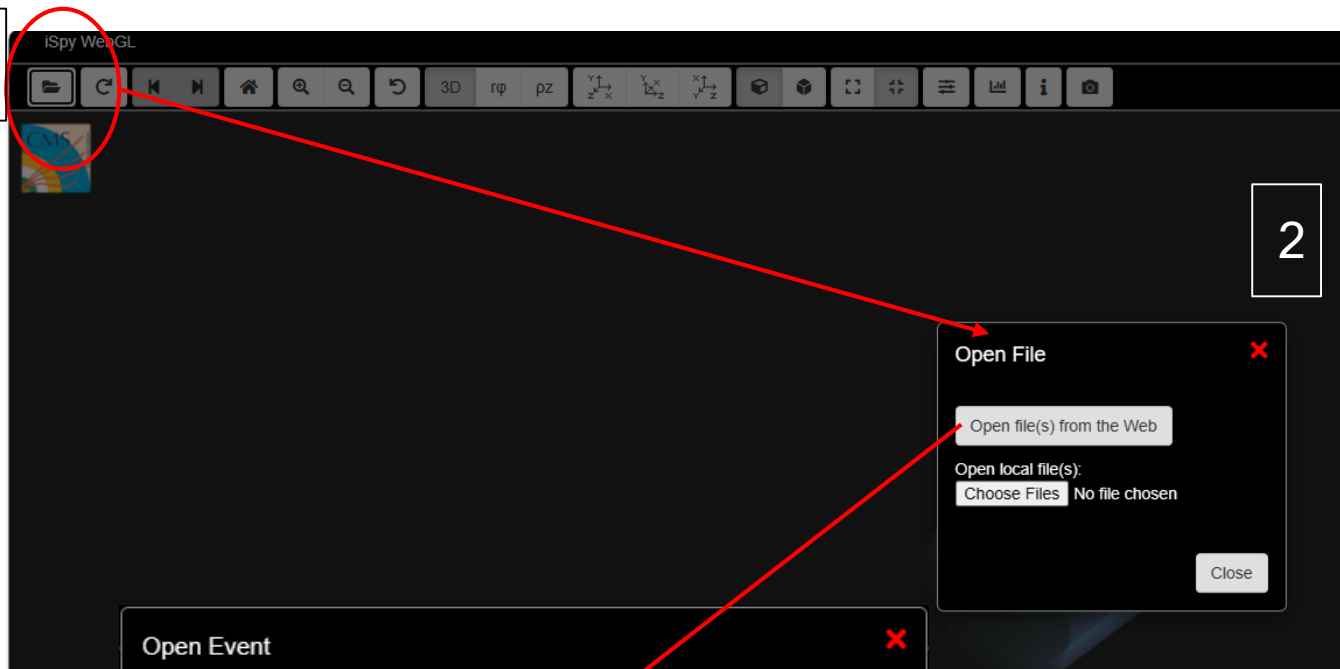 iSpy WebGL
3D rφ ρz
CMS
2
Open File
Open file(s) from the Web
Open local file(s):
Choose Files No file chosen
Close
Open Event